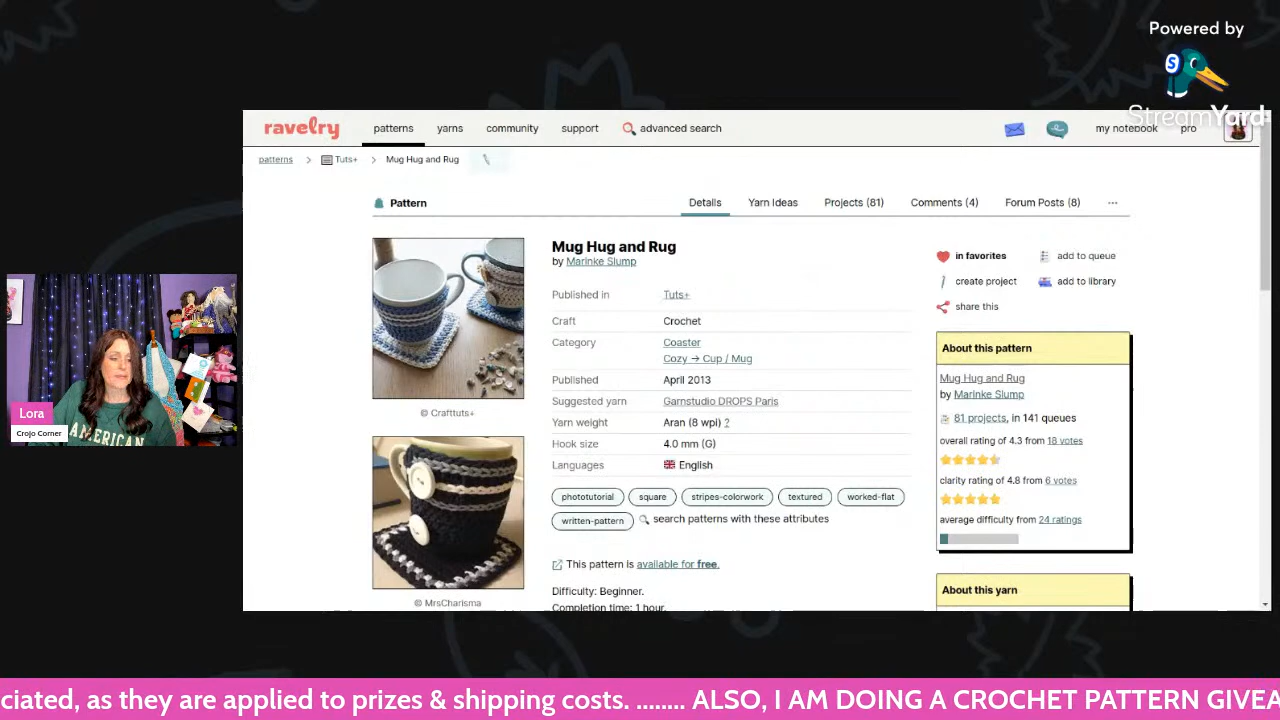 Powered by
S
StreamYard
ravelry patterns yarns community support advanced search my notebook pro
patterns > Tuts+ > Mug Hug and Rug
Pattern Details Yarn Ideas Projects (81) Comments (4) Forum Posts (8) ...
Mug Hug and Rug
by Marinke Slump
Published in Tuts+
Craft Crochet
Category Coaster
Cozy → Cup / Mug
Published April 2013
Suggested yarn Garnstudio DROPS Paris
Yarn weight Aran (8 wpi) ?
Hook size 4.0 mm (G)
Languages English
phototutorial square stripes-colorwork textured worked-flat
written-pattern search patterns with these attributes
This pattern is available for free.
Difficulty: Beginner.
Completion time: 1 hour.
© Crafttuts+
© MrsCharisma
in favorites add to queue
create project add to library
share this
About this pattern
Mug Hug and Rug
by Marinke Slump
81 projects, in 141 queues
overall rating of 4.3 from 18 votes
clarity rating of 4.8 from 6 votes
average difficulty from 24 ratings
About this yarn
Lora
Crojo Corner
AMERICAN
ciated, as they are applied to prizes & shipping costs. ........ ALSO, I AM DOING A CROCHET PATTERN GIVEA